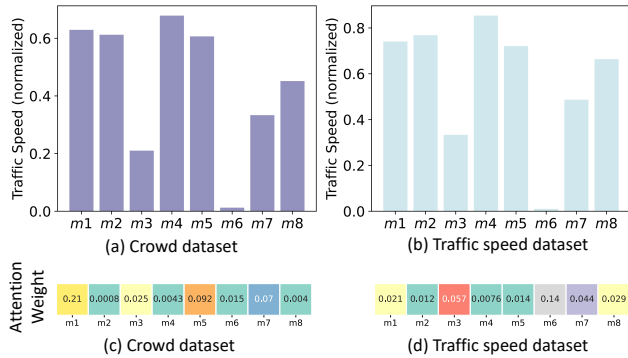 Traffic Speed (normalized)
0.6
0.4
0.2
0.0
m1 m2 m3 m4 m5 m6 m7 m8
(a) Crowd dataset
Traffic Speed (normalized)
0.8
0.6
0.4
0.2
0.0
m1 m2 m3 m4 m5 m6 m7 m8
(b) Traffic speed dataset
Attention
Weight
0.21 0.0008 0.025 0.0043 0.092 0.015 0.07 0.004
m1 m2 m3 m4 m5 m6 m7 m8
(c) Crowd dataset
0.021 0.012 0.057 0.0076 0.014 0.14 0.044 0.029
m1 m2 m3 m4 m5 m6 m7 m8
(d) Traffic speed dataset